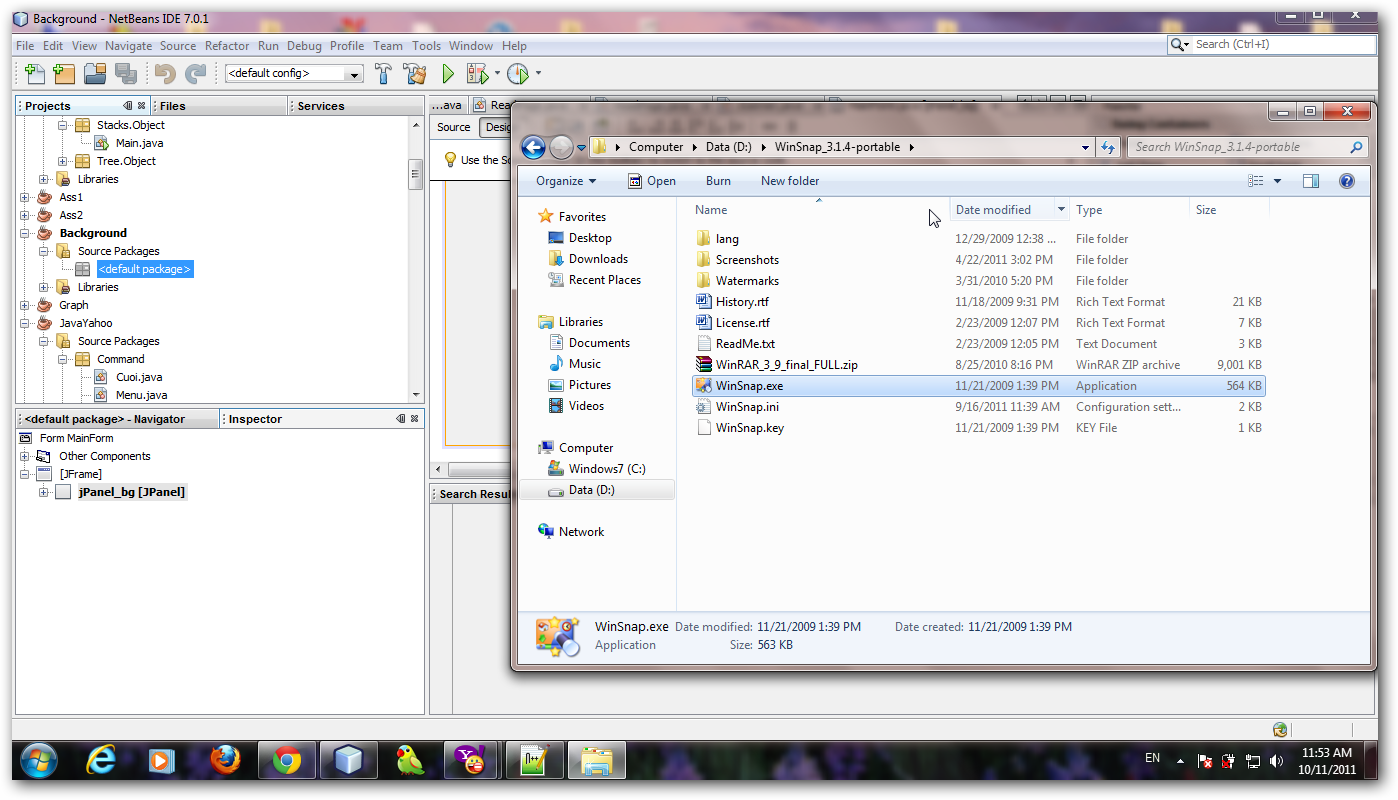 Background - NetBeans IDE 7.0.1
File Edit View Navigate Source Refactor Run Debug Profile Team Tools Window Help
Search (Ctrl+I)
<default config>
Projects
Files
Services
Stacks.Object
Main.java
Tree.Object
Libraries
Ass1
Ass2
Background
Source Packages
<default package>
Libraries
Graph
JavaYahoo
Source Packages
Command
Cuoi.java
Menu.java
<default package> - Navigator
Inspector
Form MainForm
Other Components
[JFrame]
jPanel_bg [JPanel]
...ava
Source
Use the
Search
Computer Data (D:) WinSnap_3.1.4-portable
Search WinSnap_3.1.4-portable
Organize Open Burn New folder
Favorites
Desktop
Downloads
Recent Places
Libraries
Documents
Music
Pictures
Videos
Computer
Windows7 (C:)
Data (D:)
Network
Name Date modified Type Size
lang 12/29/2009 12:38 ... File folder
Screenshots 4/22/2011 3:02 PM File folder
Watermarks 3/31/2010 5:20 PM File folder
History.rtf 11/18/2009 9:31 PM Rich Text Format 21 KB
License.rtf 2/23/2009 12:07 PM Rich Text Format 7 KB
ReadMe.txt 2/23/2009 12:05 PM Text Document 3 KB
WinRAR_3_9_final_FULL.zip 8/25/2010 8:16 PM WinRAR ZIP archive 9,001 KB
WinSnap.exe 11/21/2009 1:39 PM Application 564 KB
WinSnap.ini 9/16/2011 11:39 AM Configuration sett... 2 KB
WinSnap.key 11/21/2009 1:39 PM KEY File 1 KB
WinSnap.exe Date modified: 11/21/2009 1:39 PM Date created: 11/21/2009 1:39 PM
Application Size: 563 KB
EN
11:53 AM
10/11/2011